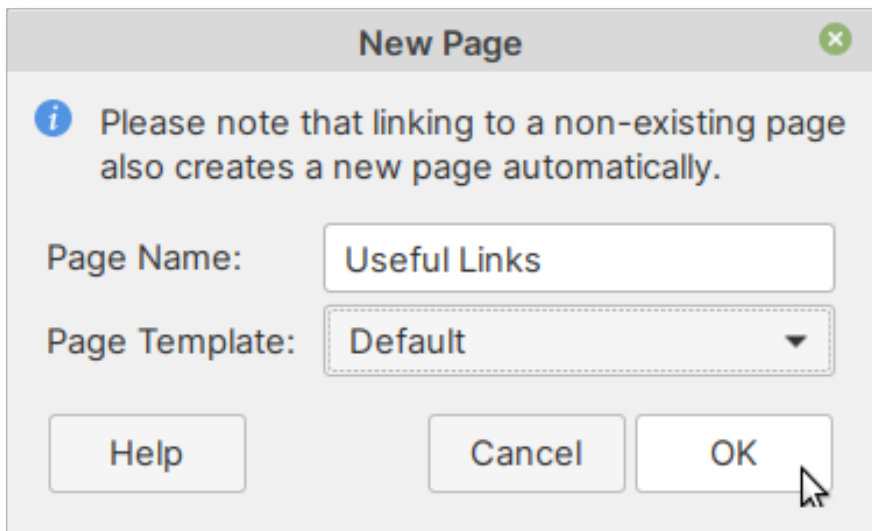 New Page
Please note that linking to a non-existing page
also creates a new page automatically.
Page Name: Useful Links
Page Template: Default
Help Cancel OK